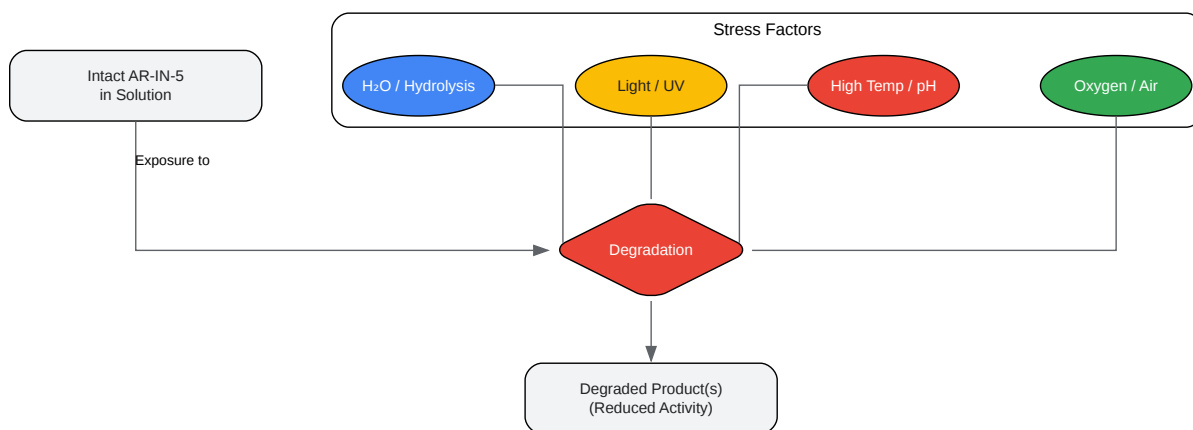 Stress Factors
Intact AR-IN-5
in Solution
H₂O / Hydrolysis
Light / UV
High Temp / pH
Oxygen / Air
Exposure to
Degradation
Degraded Product(s)
(Reduced Activity)